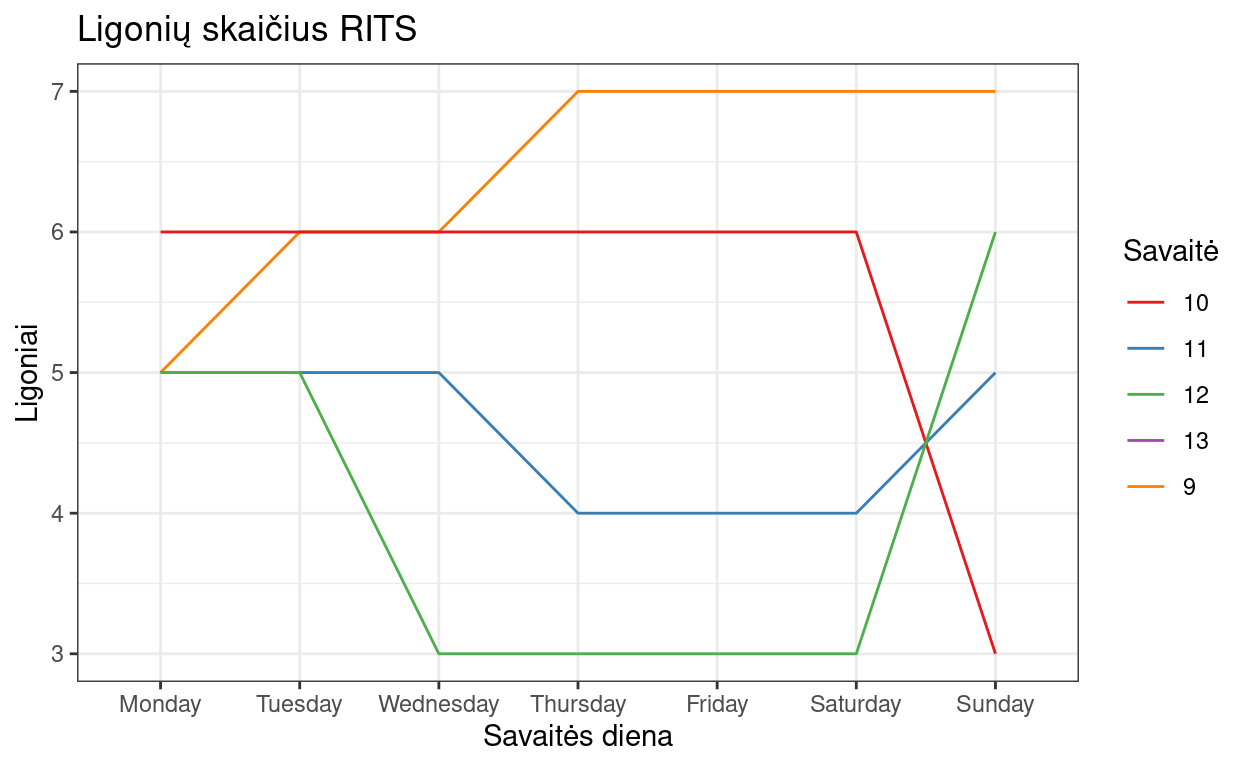 Ligonių skaičius RITS
7
6
5
4
3
Ligoniai
Monday Tuesday Wednesday Thursday Friday Saturday Sunday
Savaitės diena
Savaitė
10
11
12
13
9